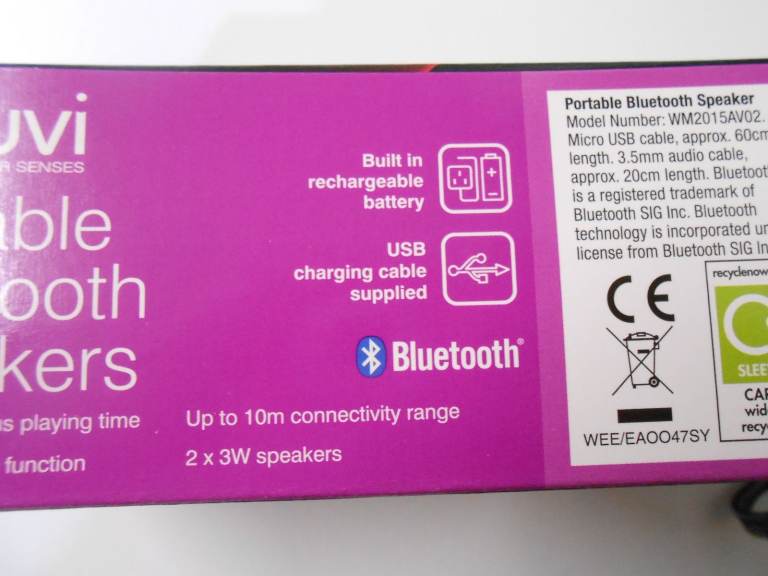 uvi
R SENSES
able
ooth
kers
s playing time
function
Built in
rechargeable
battery
USB
charging cable
supplied
Bluetooth®
Up to 10m connectivity range
2 x 3W speakers
Portable Bluetooth Speaker
Model Number: WM2015AV02.
Micro USB cable, approx. 60cm
length. 3.5mm audio cable,
approx. 20cm length. Bluetoot
is a registered trademark of
Bluetooth SIG Inc. Bluetooth
technology is incorporated un
license from Bluetooth SIG In
CE
WEE/EA0047SY
recyclenow
SLEE
CAR
wid
recy